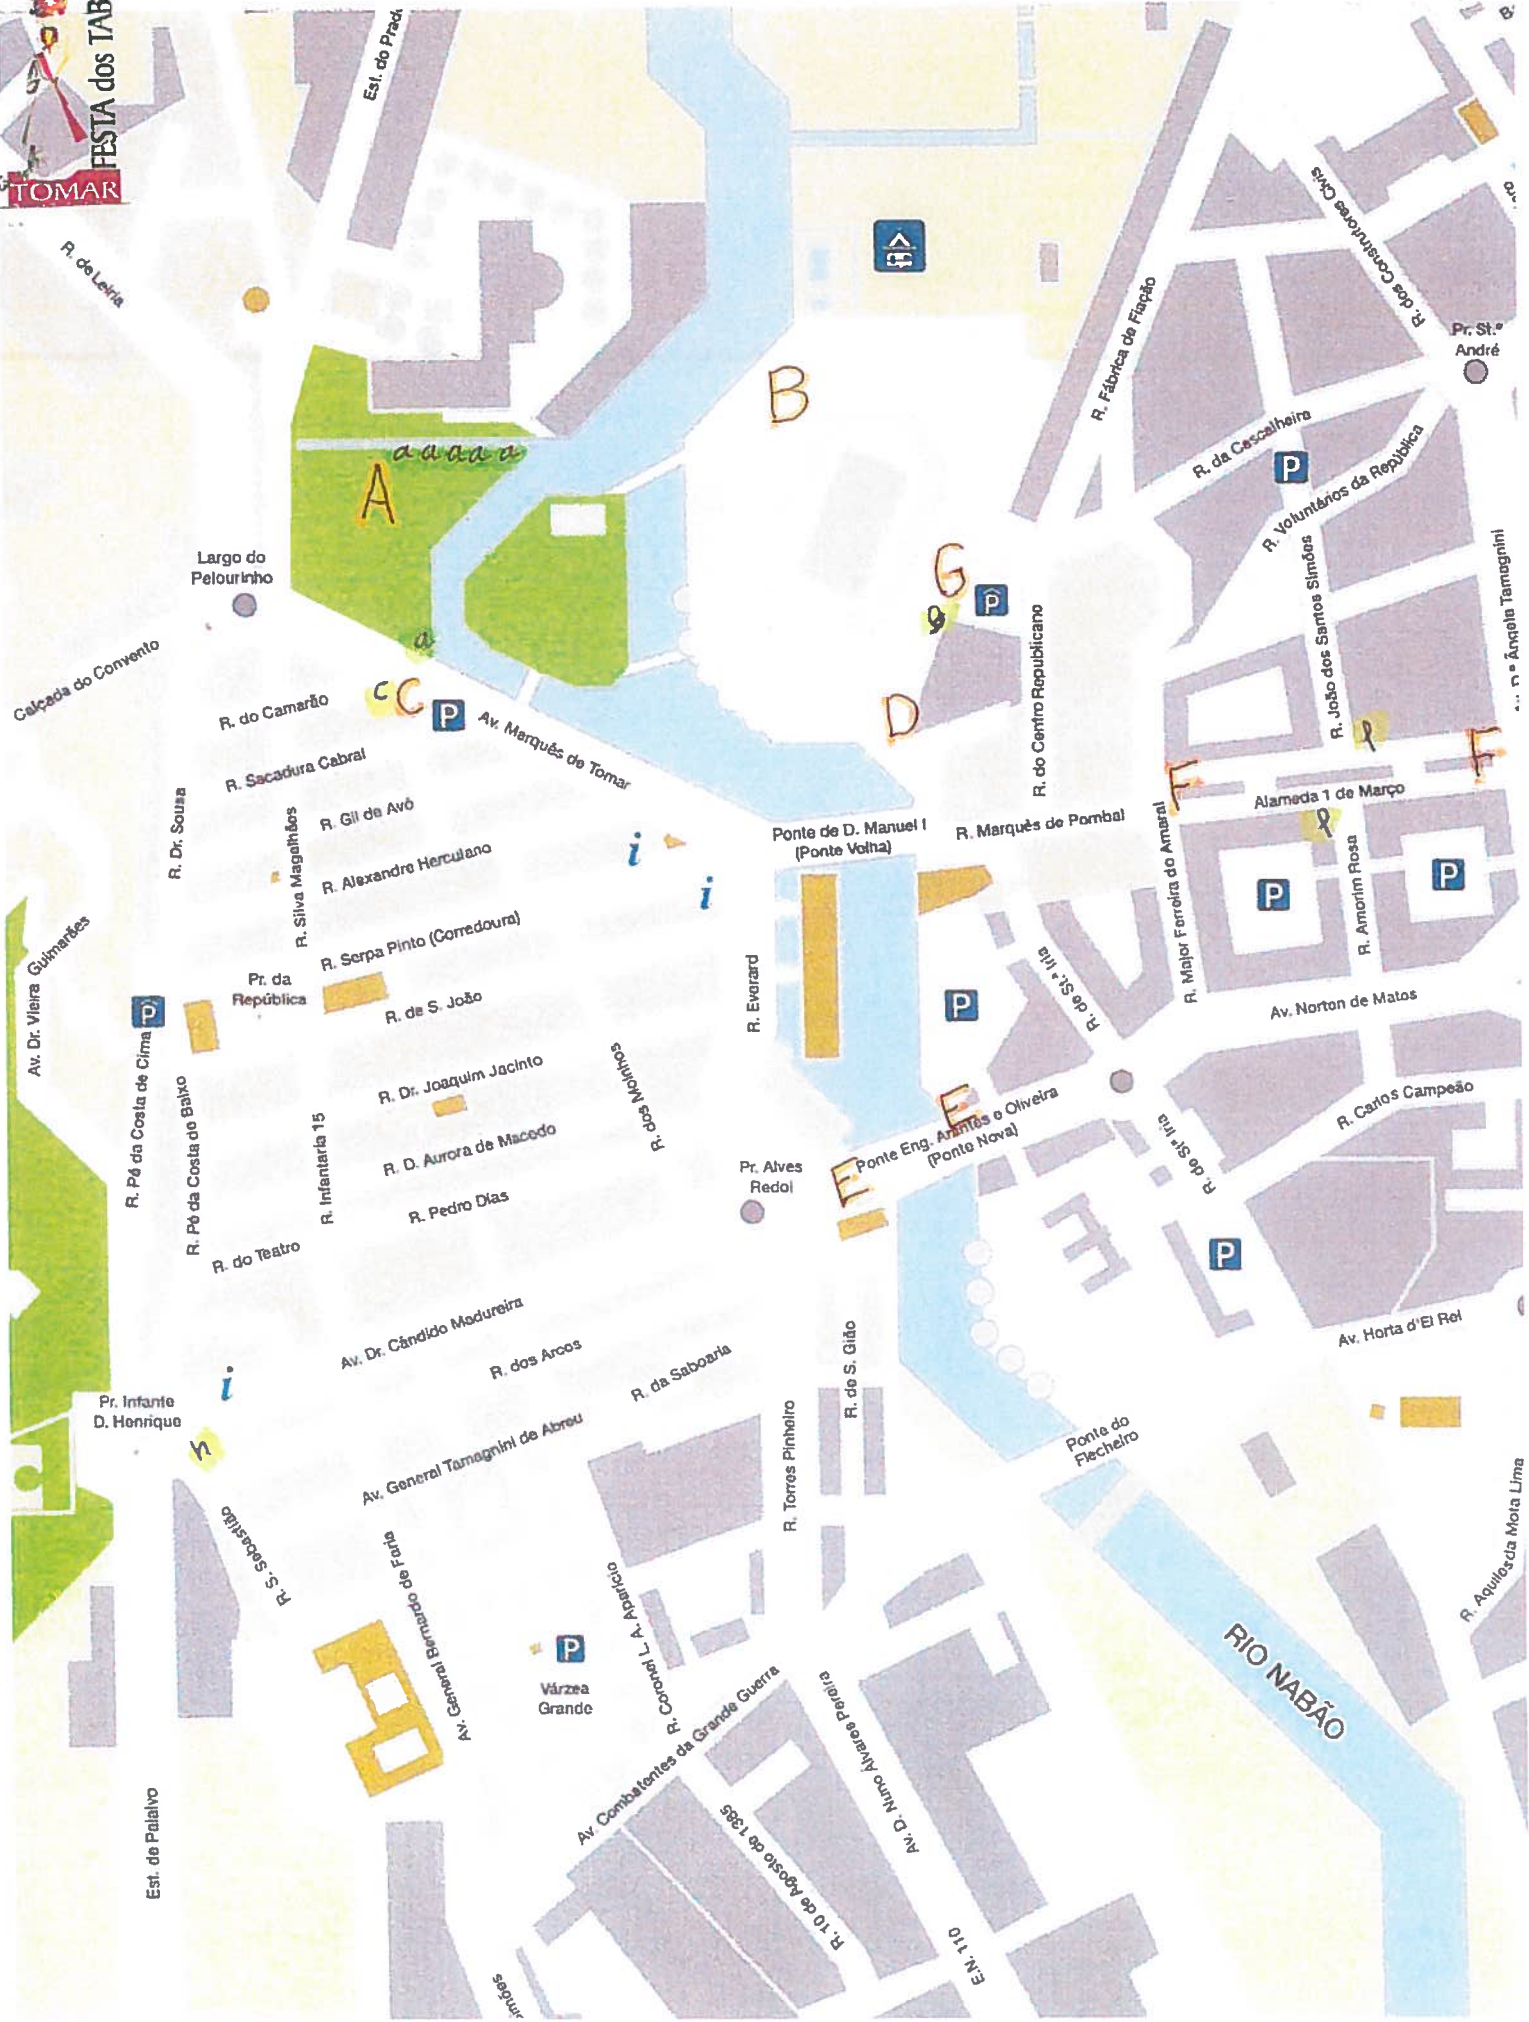 FESTA dos TAB
TOMAR
Est. do Prado
R. de Leiria
B
R. Fábrica de Fiação
R. dos Construtores Civis
Pr. St.º
André
R. da Cascalheira
P
R. Voluntários da República
a a a a a
A
Largo do
Pelourinho
G
g
P
R. do Centro Republicano
R. João dos Santos Simões
Av. D.ª Ângela Tamagnini
Calçada do Convento
a
c C
P
R. do Camarão
Av. Marquês de Tomar
D
R. Sacadura Cabral
F
F
R. Dr. Sousa
R. Silva Magalhães
R. Gil de Avô
Alameda 1 de Março
Ponte de D. Manuel I
(Ponte Velha)
R. Marquês de Pombal
R. Major Ferreira do Amaral
i
R. Alexandre Herculano
i
P
P
R. Amorim Rosa
R. Serpa Pinto (Corredoura)
Av. Dr. Vieira Guimarães
Pr. da
República
R. de S. João
R. Everard
P
R. de St.ª Iria
Av. Norton de Matos
P
R. Pé da Costa de Cima
R. Pé da Costa de Baixo
R. Dr. Joaquim Jacinto
R. dos Moinhos
E
R. Infantaria 15
R. D. Aurora de Macedo
Ponte Eng. Arantes e Oliveira
(Ponte Nova)
R. de St.ª Iria
R. Carlos Campeão
Pr. Alves
Redol
E
R. Pedro Dias
R. do Teatro
P
Av. Dr. Cândido Madureira
R. dos Arcos
R. da Saboaria
R. de S. Gião
Av. Horta d'El Rei
i
Pr. Infante
D. Henrique
h
Av. General Tamagnini de Abreu
R. Torres Pinheiro
Ponte do
Flecheiro
R. S. Sebastião
Av. General Bernardo de Faria
R. Coronel L. A. Aparício
P
Várzea
Grande
R. Aquiles da Mota Lima
RIO NABÃO
Av. Combatentes da Grande Guerra
Av. D. Nuno Álvares Pereira
R. 10 de Agosto de 1385
Est. de Paialvo
E.N. 110
imões